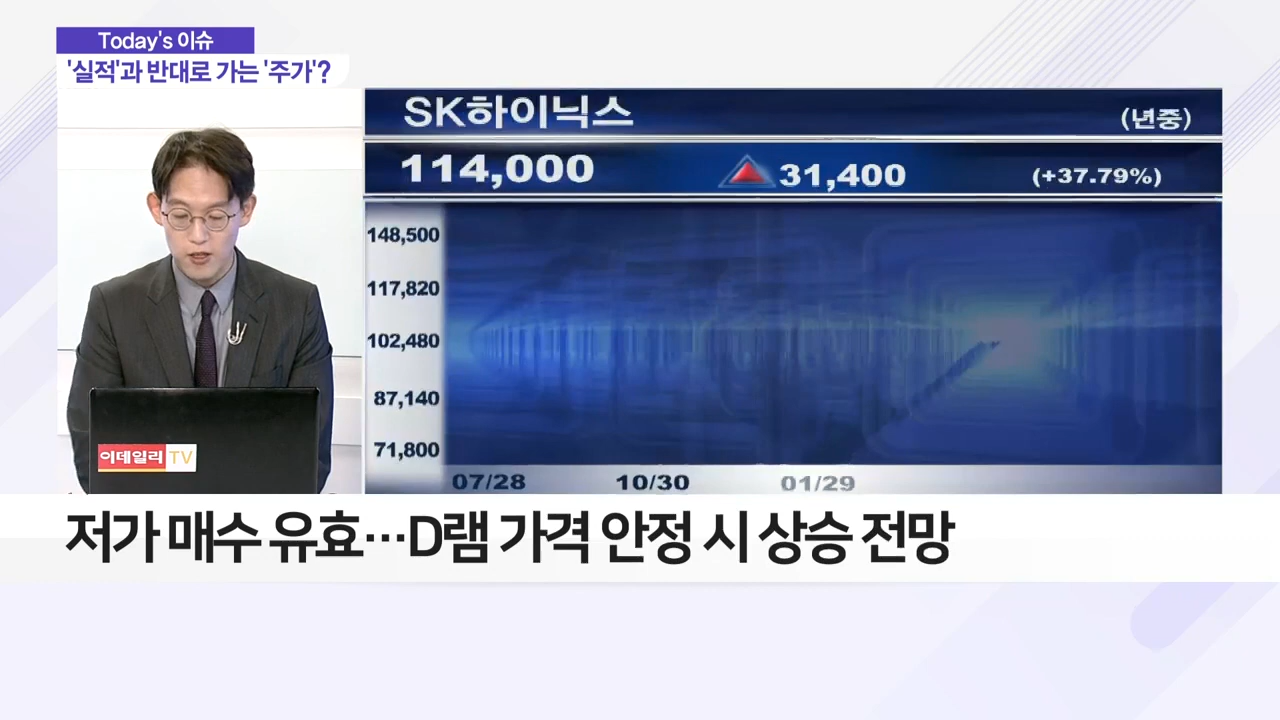 Today's 이슈
'실적'과 반대로 가는 '주가'?
SK하이닉스 (년중)
114,000 31,400 (+37.79%)
148,500
117,820
102,480
87,140
71,800
07/28 10/30 01/29
이데일리 TV
저가 매수 유효…D램 가격 안정 시 상승 전망